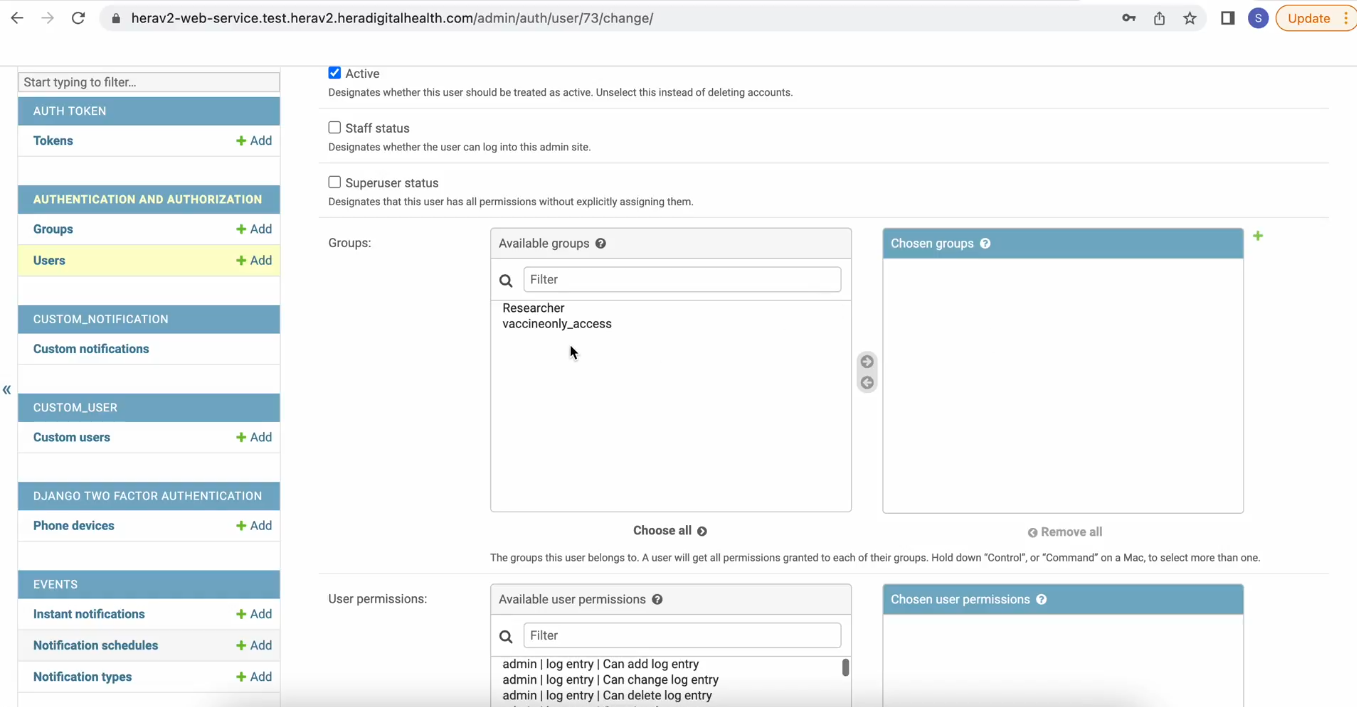 herav2-web-service.test.herav2.heradigitalhealth.com/admin/auth/user/73/change/
S
Update
Start typing to filter...
AUTH TOKEN
Tokens
+ Add
AUTHENTICATION AND AUTHORIZATION
Groups
+ Add
Users
+ Add
CUSTOM_NOTIFICATION
Custom notifications
CUSTOM_USER
Custom users
+ Add
DJANGO TWO FACTOR AUTHENTICATION
Phone devices
+ Add
EVENTS
Instant notifications
+ Add
Notification schedules
+ Add
Notification types
+ Add
«
Active
Designates whether this user should be treated as active. Unselect this instead of deleting accounts.
Staff status
Designates whether the user can log into this admin site.
Superuser status
Designates that this user has all permissions without explicitly assigning them.
Groups:
Available groups ?
Filter
Researcher
vaccineonly_access
Choose all
Chosen groups ?
+
Remove all
The groups this user belongs to. A user will get all permissions granted to each of their groups. Hold down “Control”, or “Command” on a Mac, to select more than one.
User permissions:
Available user permissions ?
Filter
admin | log entry | Can add log entry
admin | log entry | Can change log entry
admin | log entry | Can delete log entry
Chosen user permissions ?